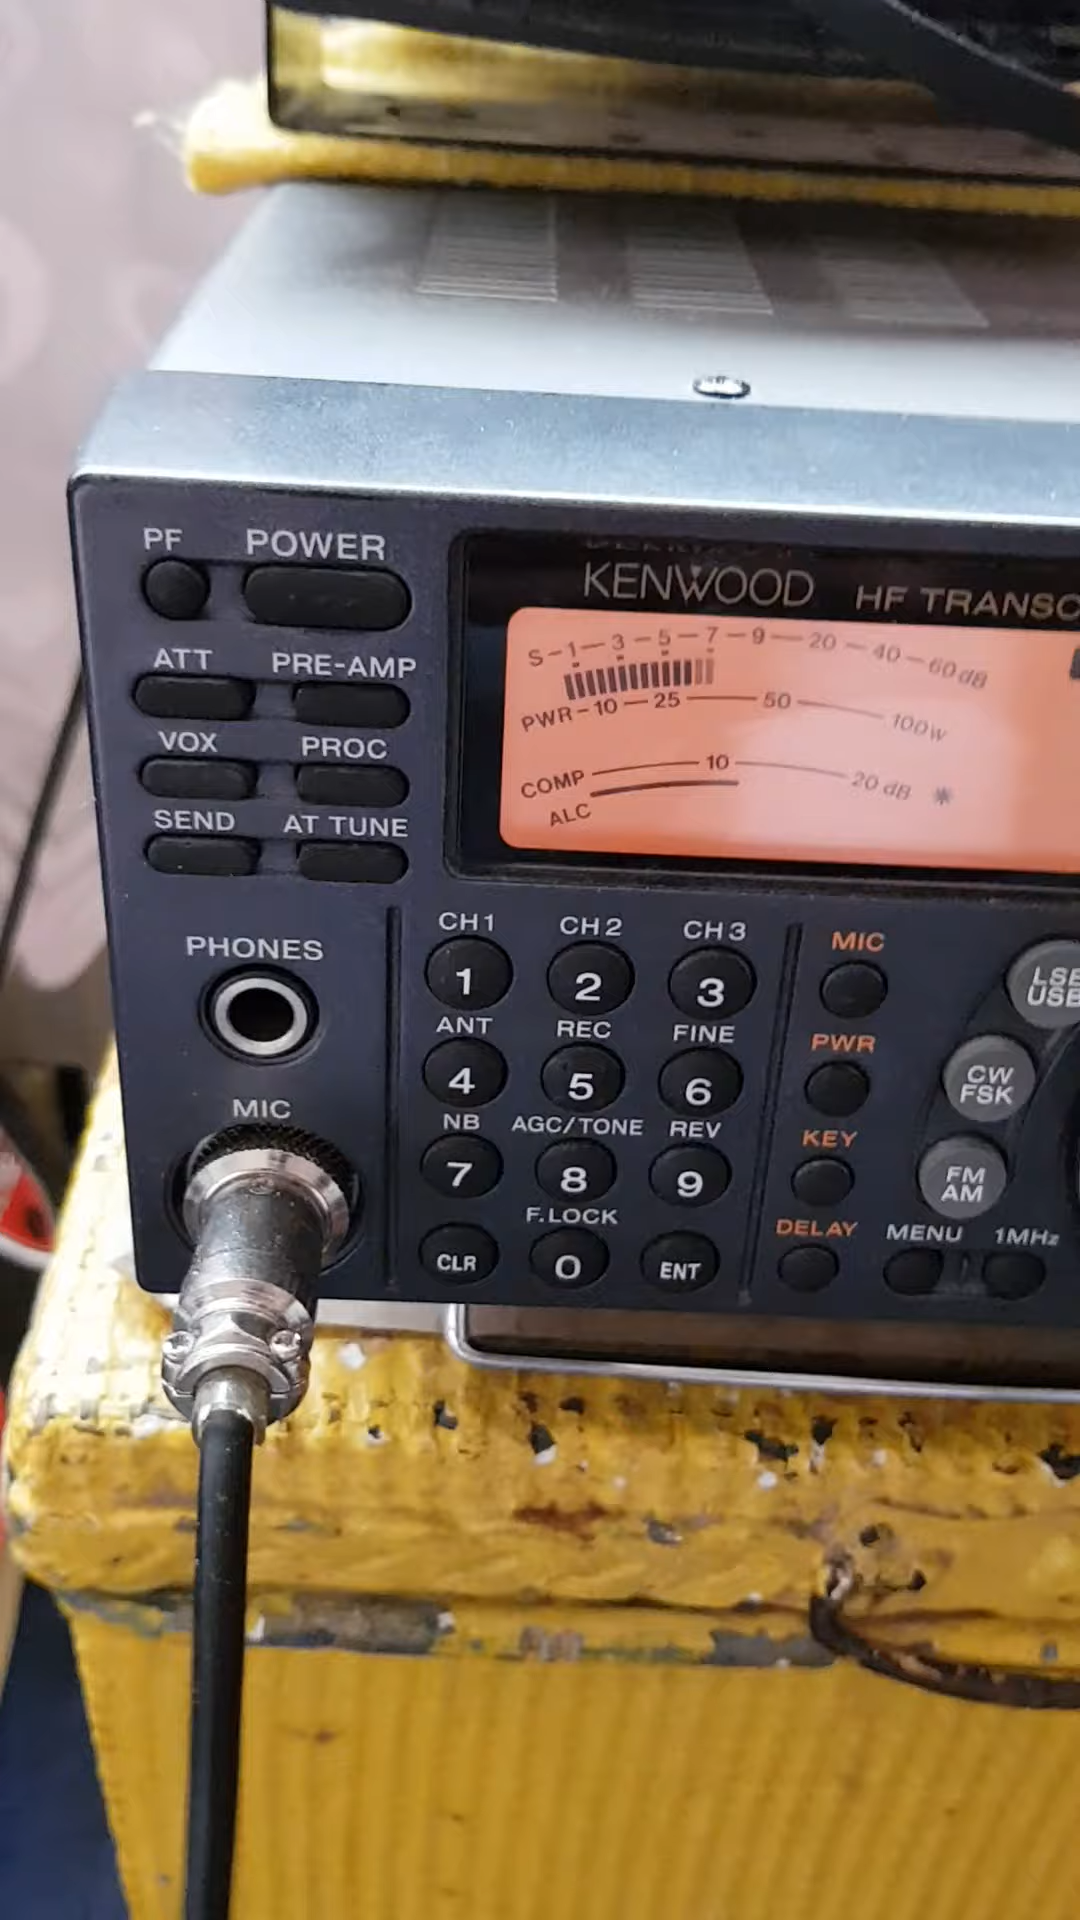 PF POWER
ATT PRE-AMP
VOX PROC
SEND AT TUNE
PHONES
MIC
KENWOOD HF
S-1-3-5-7-9-20-40-60dB
PWR-10-25-50-100W
COMP 10 20 dB *
ALC
CH1 CH2 CH3
1 2 3
ANT REC FINE
4 5 6
NB AGC/TONE REV
7 8 9
F.LOCK
CLR 0 ENT
MIC
PWR
KEY
DELAY
LSB
USB
CW
FSK
FM
AM
MENU 1MHz